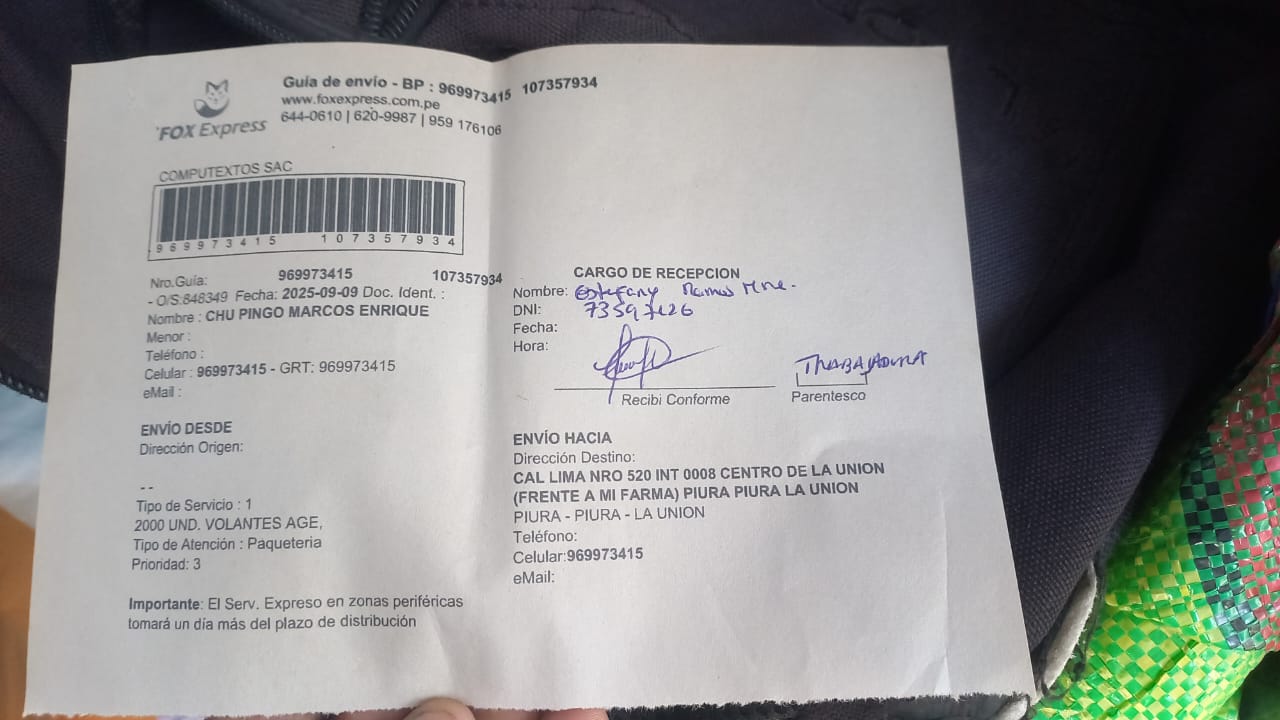 FOX Express
Guía de envío - BP : 969973415 107357934
www.foxexpress.com.pe
644-0610 | 620-9987 | 959 176106
COMPUTEXTOS SAC
969973415 107357934
Nro.Guía: 969973415 107357934
- O/S:848349 Fecha: 2025-09-09 Doc. Ident. :
Nombre : CHU PINGO MARCOS ENRIQUE
Menor :
Teléfono :
Celular : 969973415 - GRT: 969973415
eMail :
ENVÍO DESDE
Dirección Origen:
- -
Tipo de Servicio : 1
2000 UND. VOLANTES AGE,
Tipo de Atención : Paqueteria
Prioridad: 3
Importante: El Serv. Expreso en zonas periféricas
tomará un día más del plazo de distribución
CARGO DE RECEPCION
Nombre: Estefany Ramos
DNI:
Fecha:
Hora:
TRABAJADORA
Recibi Conforme Parentesco
ENVÍO HACIA
Dirección Destino:
CAL LIMA NRO 520 INT 0008 CENTRO DE LA UNION
(FRENTE A MI FARMA) PIURA PIURA LA UNION
PIURA - PIURA - LA UNION
Teléfono:
Celular:969973415
eMail: